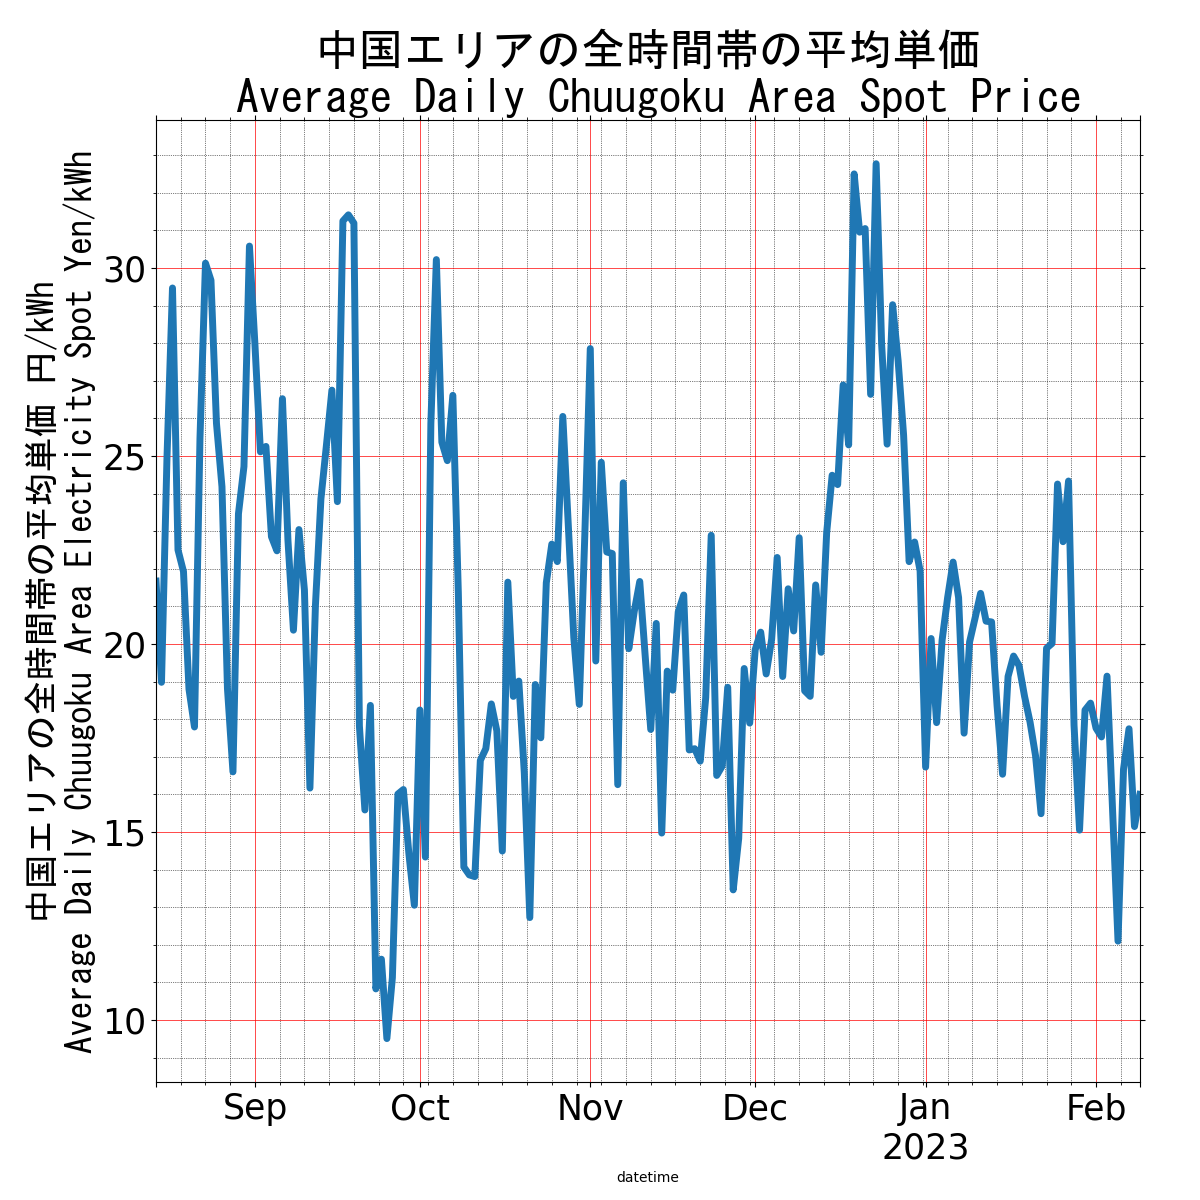 中国エリアの全時間帯の平均単価
Average Daily Chuugoku Area Spot Price
中国エリアの全時間帯の平均単価 円/kWh
Average Daily Chuugoku Area Electricity Spot Yen/kWh
30
25
20
15
10
Sep Oct Nov Dec Jan Feb
2023
datetime